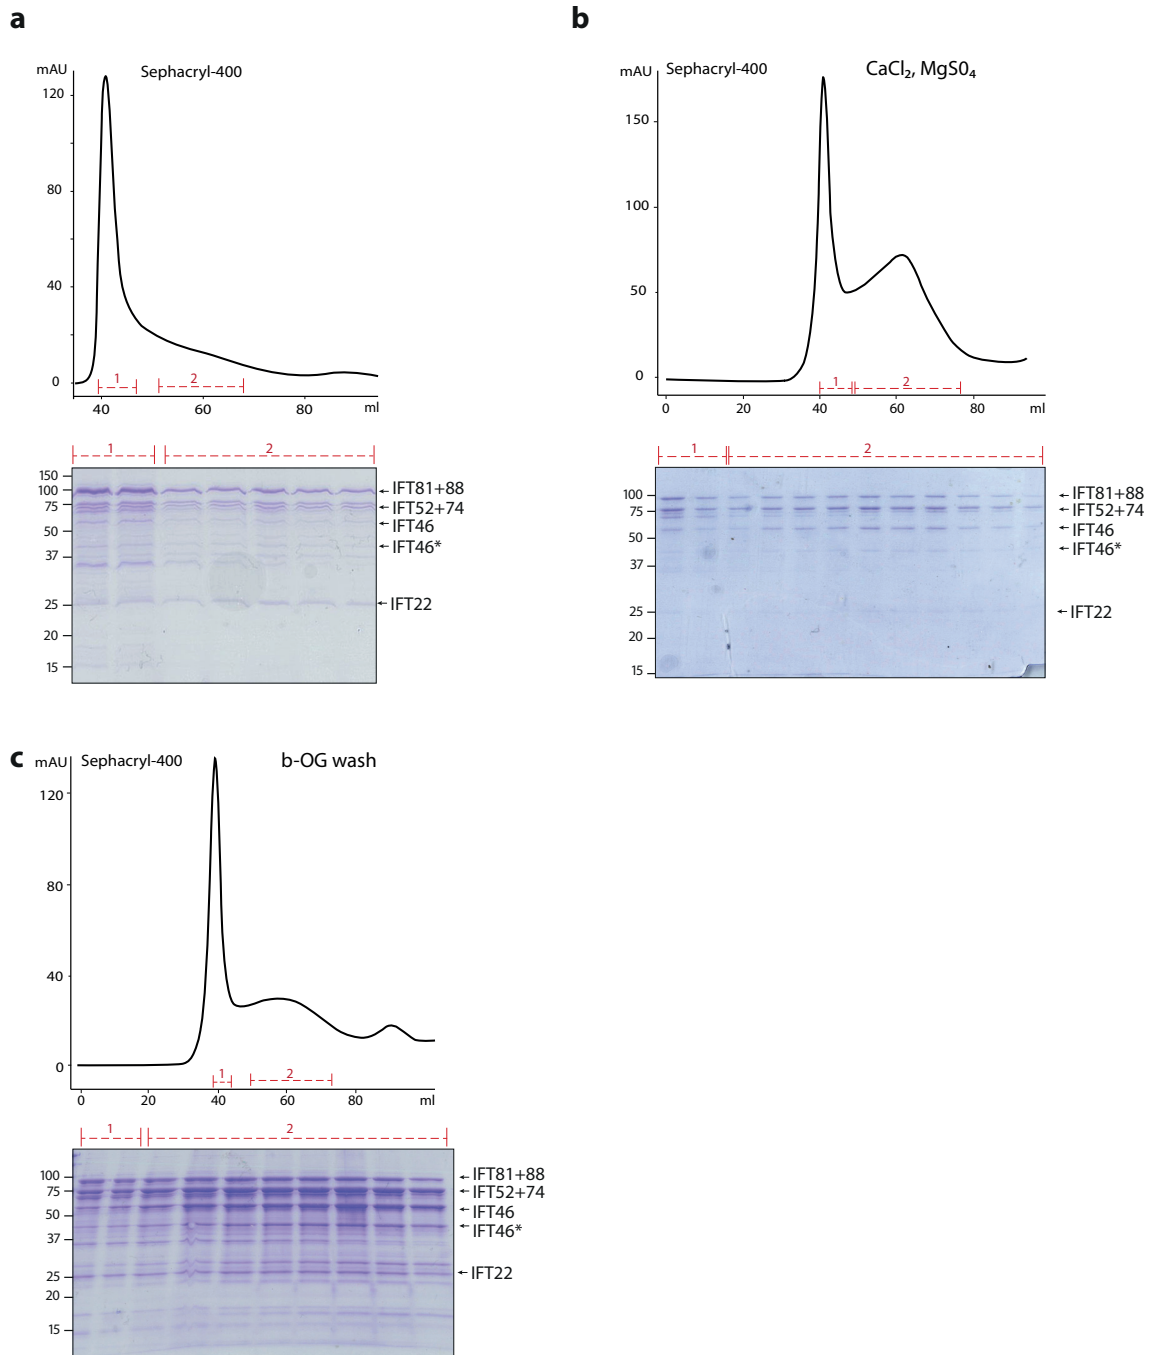 a
mAU
Sephacryl-400
120
80
40
0
1
2
40
60
ml
1
2
150
100
75
50
37
25
20
15
IFT81+88
IFT52+74
IFT46
IFT46*
IFT22
b
mAU
Sephacryl-400
CaCl₂, MgS0₄
150
100
50
0
1
2
0
20
40
60
80
ml
1
2
100
75
50
37
25
20
15
IFT81+88
IFT52+74
IFT46
IFT46*
IFT22
c
mAU
Sephacryl-400
b-OG wash
120
80
40
0
1
2
0
20
40
60
80
ml
1
2
100
75
50
37
25
20
15
IFT81+88
IFT52+74
IFT46
IFT46*
IFT22